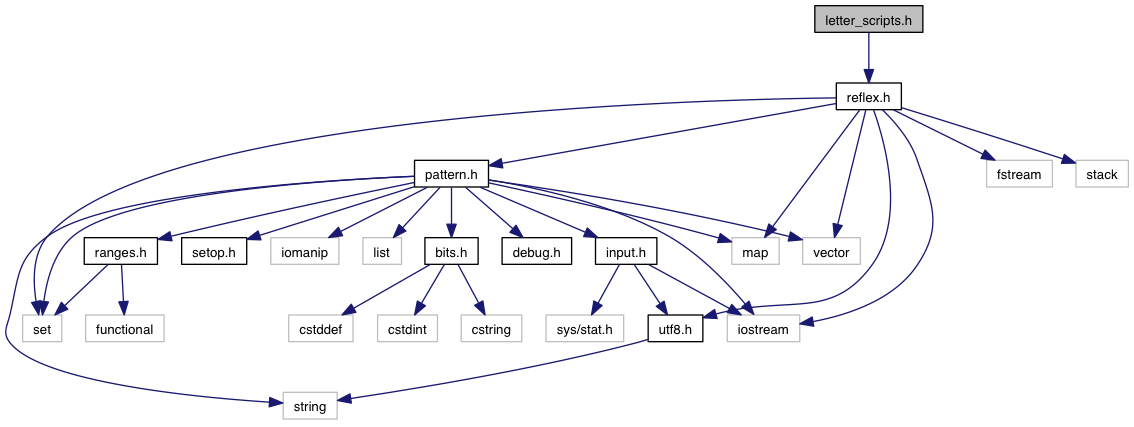 letter_scripts.h
reflex.h
pattern.h
fstream
stack
ranges.h
setop.h
iomanip
list
bits.h
debug.h
input.h
map
vector
set
functional
cstddef
cstdint
cstring
sys/stat.h
utf8.h
iostream
string